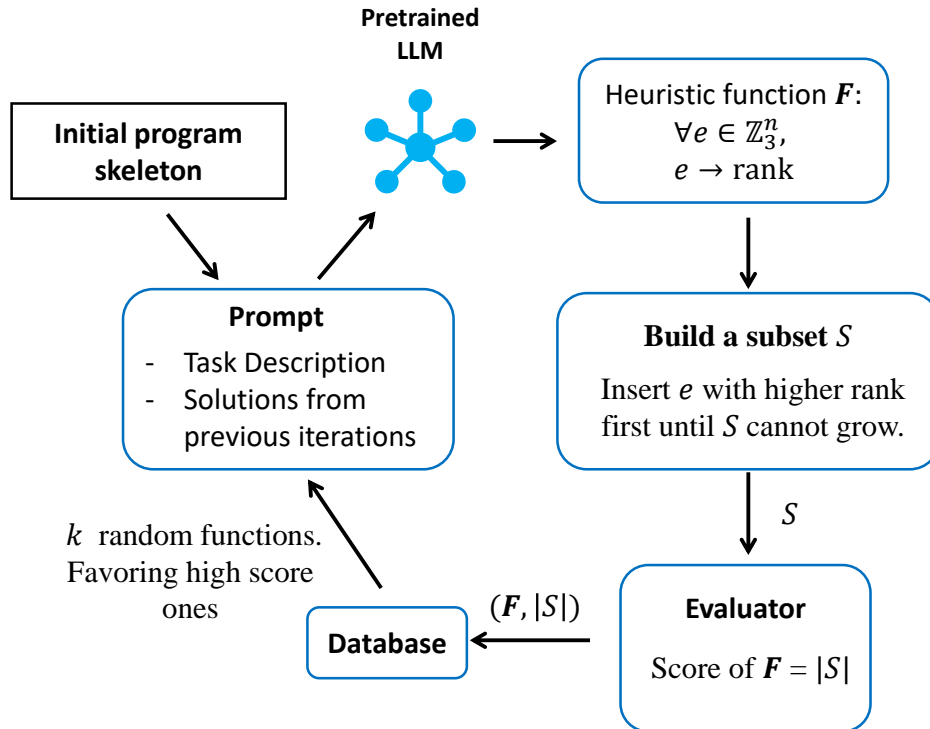 Pretrained
LLM
Initial program
skeleton
Heuristic function F:
∀e ∈ ℤ₃ⁿ,
e → rank
Prompt
- Task Description
- Solutions from
previous iterations
Build a subset S
Insert e with higher rank
first until S cannot grow.
S
k random functions.
Favoring high score
ones
(F, |S|)
Database
Evaluator
Score of F = |S|